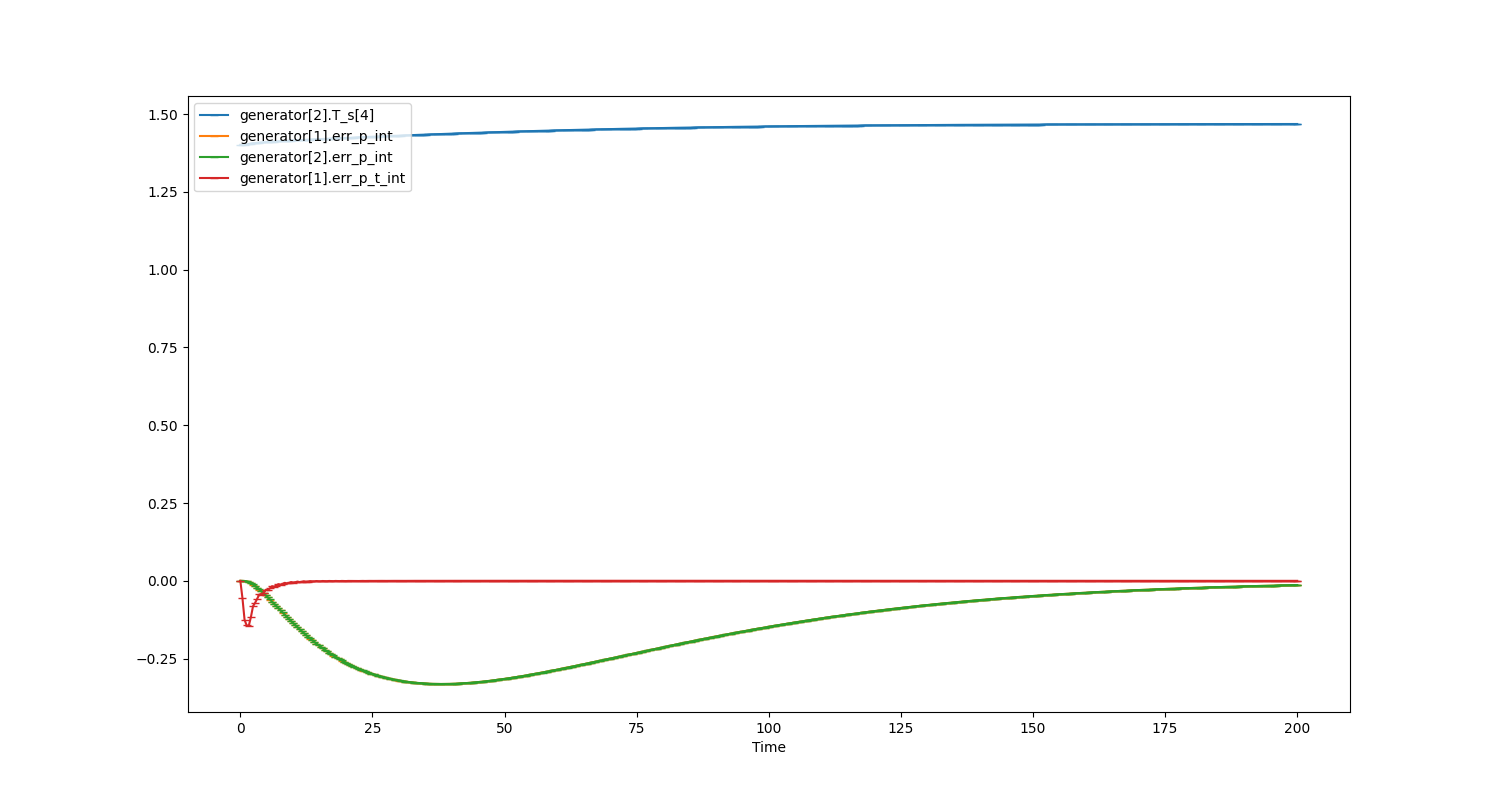 generator[2].T_s[4]
generator[1].err_p_int
generator[2].err_p_int
generator[1].err_p_t_int
1.50
1.25
1.00
0.75
0.50
0.25
0.00
−0.25
0 25 50 75 100 125 150 175 200
Time